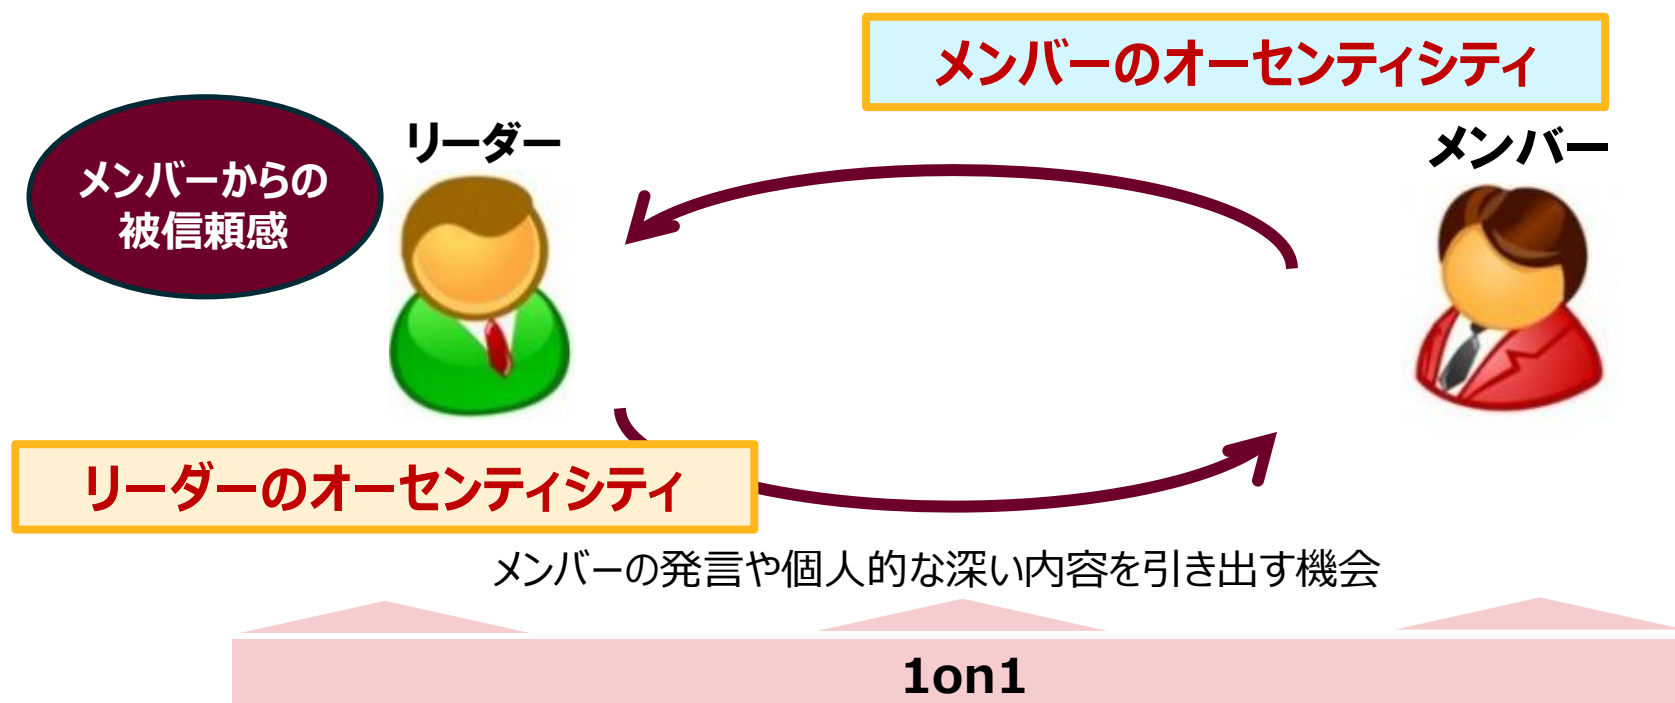 メンバーのオーセンティシティ
リーダー
メンバー
メンバーからの
被信頼感
リーダーのオーセンティシティ
メンバーの発言や個人的な深い内容を引き出す機会
1on1